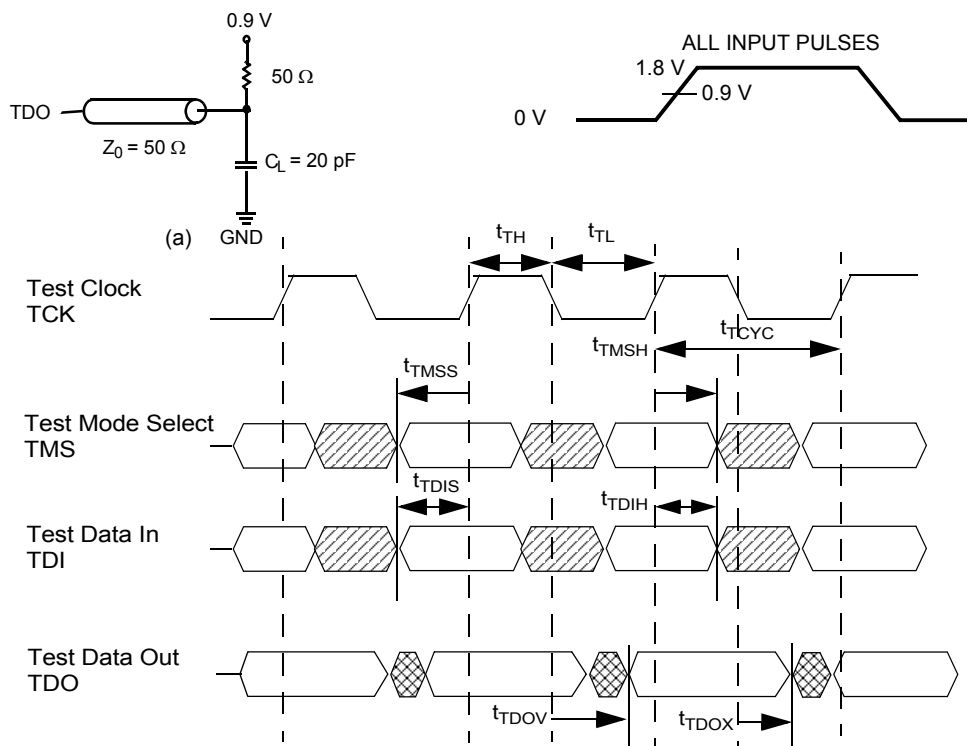 0.9 V
50 Ω
TDO
Z0 = 50 Ω
CL = 20 pF
(a)
GND
ALL INPUT PULSES
1.8 V
0.9 V
0 V
tTH
tTL
Test Clock
TCK
tTCYC
tTMSH
tTMSS
Test Mode Select
TMS
tTDIS
tTDIH
Test Data In
TDI
Test Data Out
TDO
tTDOV
tTDOX